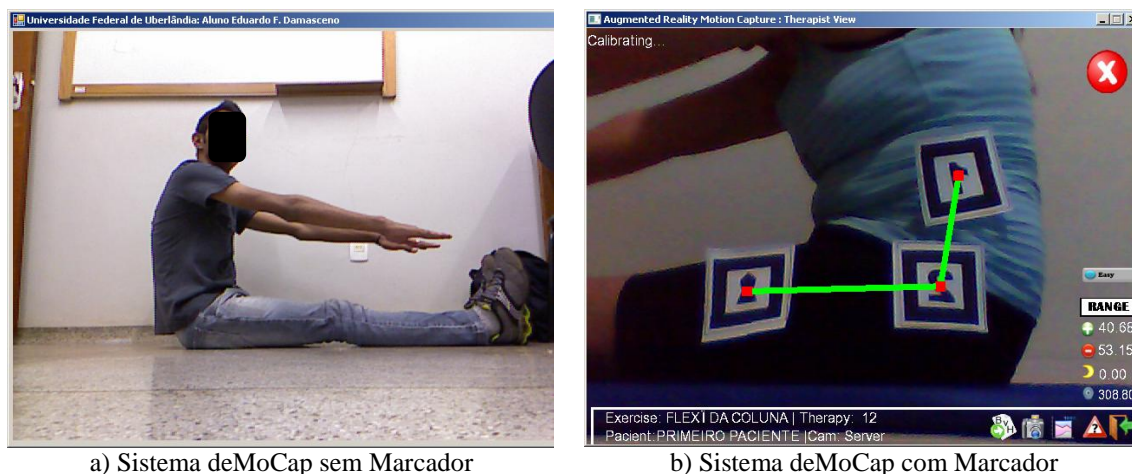 Universidade Federal de Uberlândia: Aluno Eduardo F. Damasceno
Augmented Reality Motion Capture : Therapist View
Calibrating...
Easy
RANGE
40.68
53.15
0.00
308.80
Exercise: FLEXÏ DA COLUNA | Therapy: 12
Pacient:PRIMEIRO PACIENTE |Cam: Server
BVH
a) Sistema deMoCap sem Marcador
b) Sistema deMoCap com Marcador